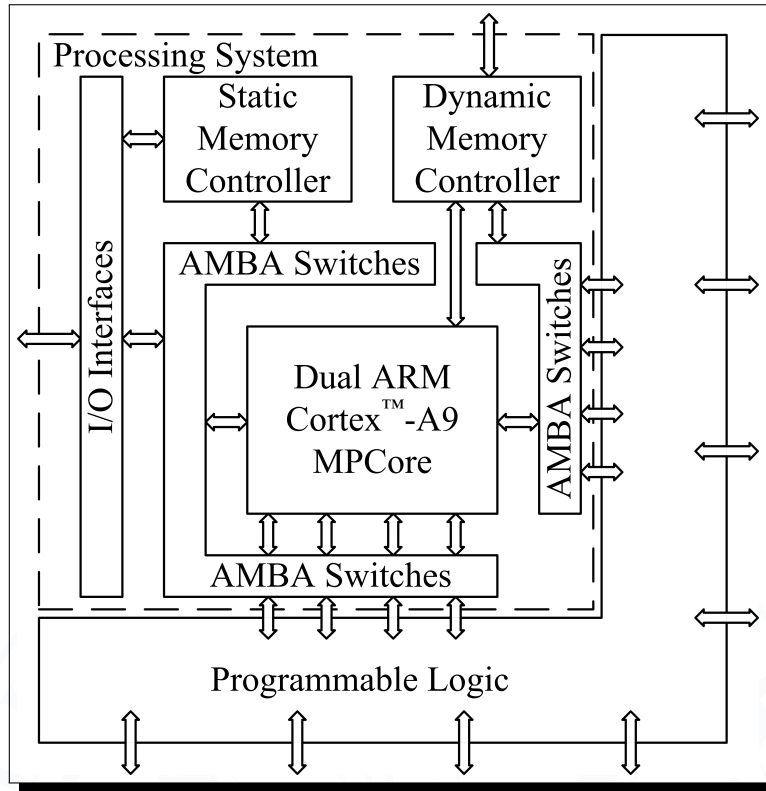 Processing System
Static
Memory
Controller
Dynamic
Memory
Controller
I/O Interfaces
AMBA Switches
AMBA Switches
Dual ARM
Cortex™-A9
MPCore
AMBA Switches
Programmable Logic